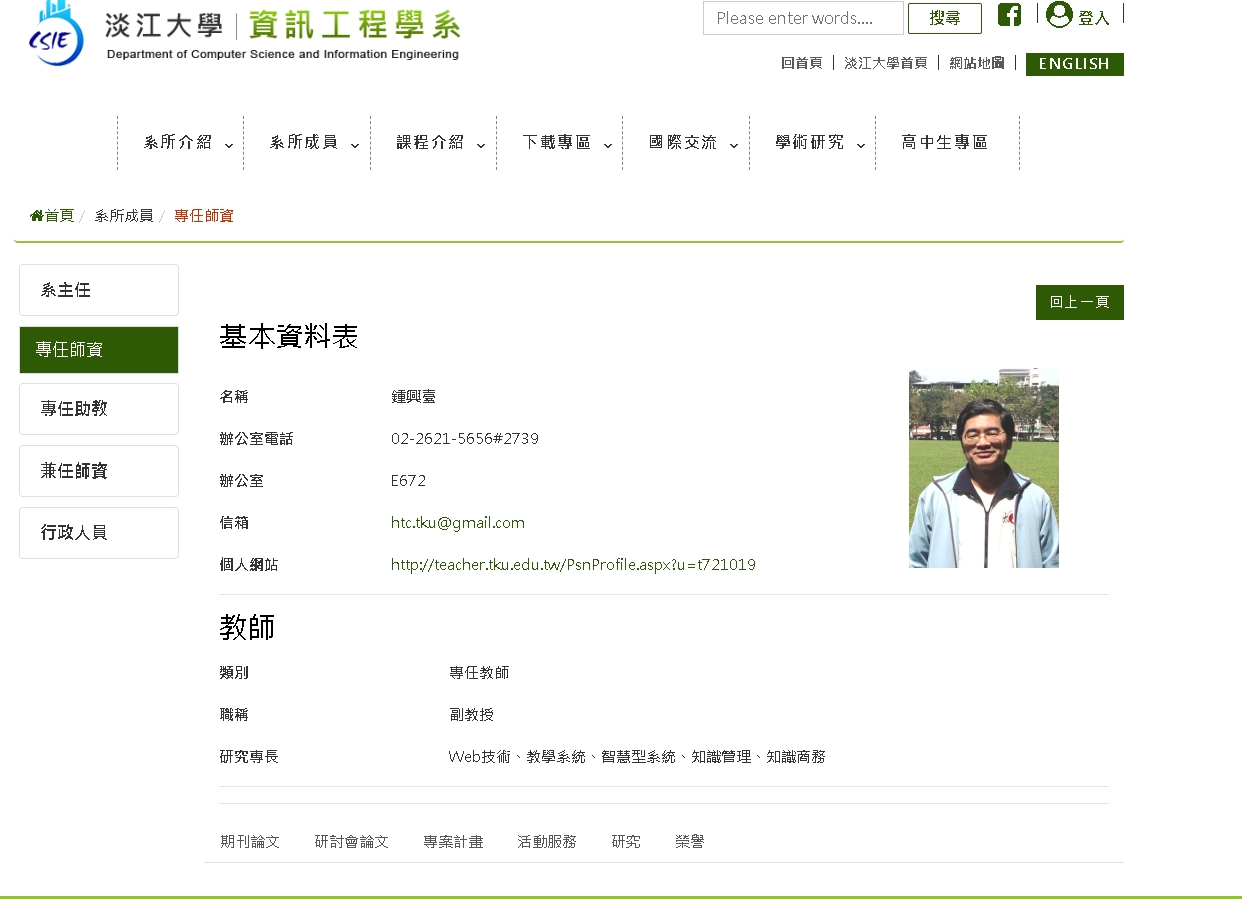 CSIE 淡江大學 資訊工程學系
Department of Computer Science and Information Engineering
Please enter words.... 搜尋 登入
回首頁 淡江大學首頁 網站地圖 ENGLISH
系所介紹 系所成員 課程介紹 下載專區 國際交流 學術研究 高中生專區
首頁 / 系所成員 / 專任師資
系主任
專任師資
專任助教
兼任師資
行政人員
回上一頁
基本資料表
名稱 鍾興臺
辦公室電話 02-2621-5656#2739
辦公室 E672
信箱 htc.tku@gmail.com
個人網站 http://teacher.tku.edu.tw/PsnProfile.aspx?u=t721019
教師
類別 專任教師
職稱 副教授
研究專長 Web技術、教學系統、智慧型系統、知識管理、知識商務
期刊論文 研討會論文 專案計畫 活動服務 研究 榮譽